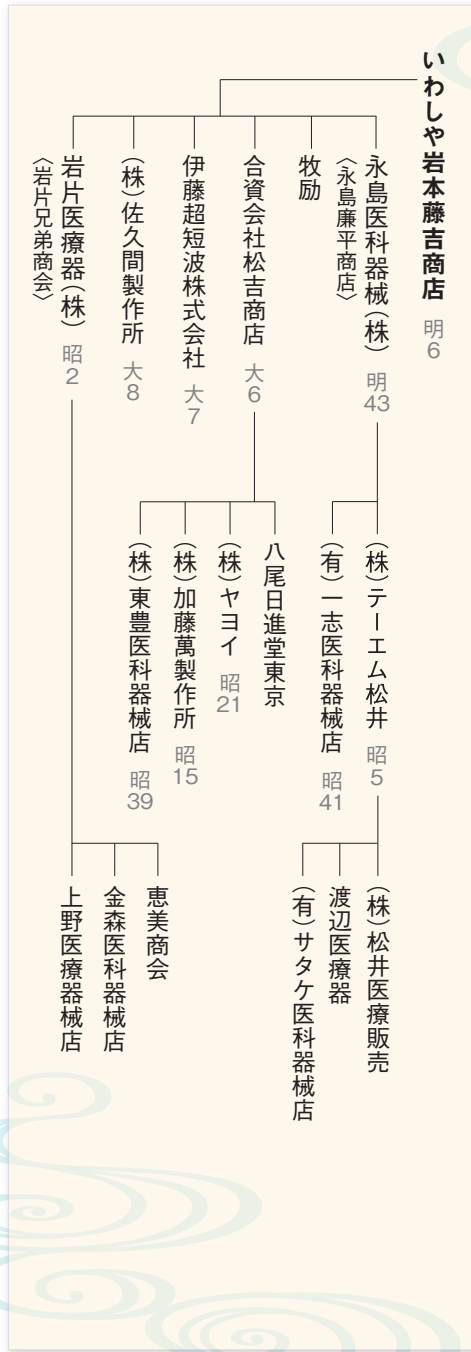 いわしや岩本藤吉商店 明6
永島医科器械(株) 明43
〈永島廉平商店〉
牧励
合資会社松吉商店 大6
伊藤超短波株式会社 大7
(株)佐久間製作所 大8
岩片医療器(株) 昭2
〈岩片兄弟商会〉
(株)テーエム松井 昭5
(有)一志医科器械店 昭41
八尾日進堂東京
(株)ヤヨイ 昭21
(株)加藤萬製作所 昭15
(株)東豊医科器械店 昭39
(株)松井医療販売
渡辺医療器
(有)サタケ医科器械店
恵美商会
金森医科器械店
上野医療器械店